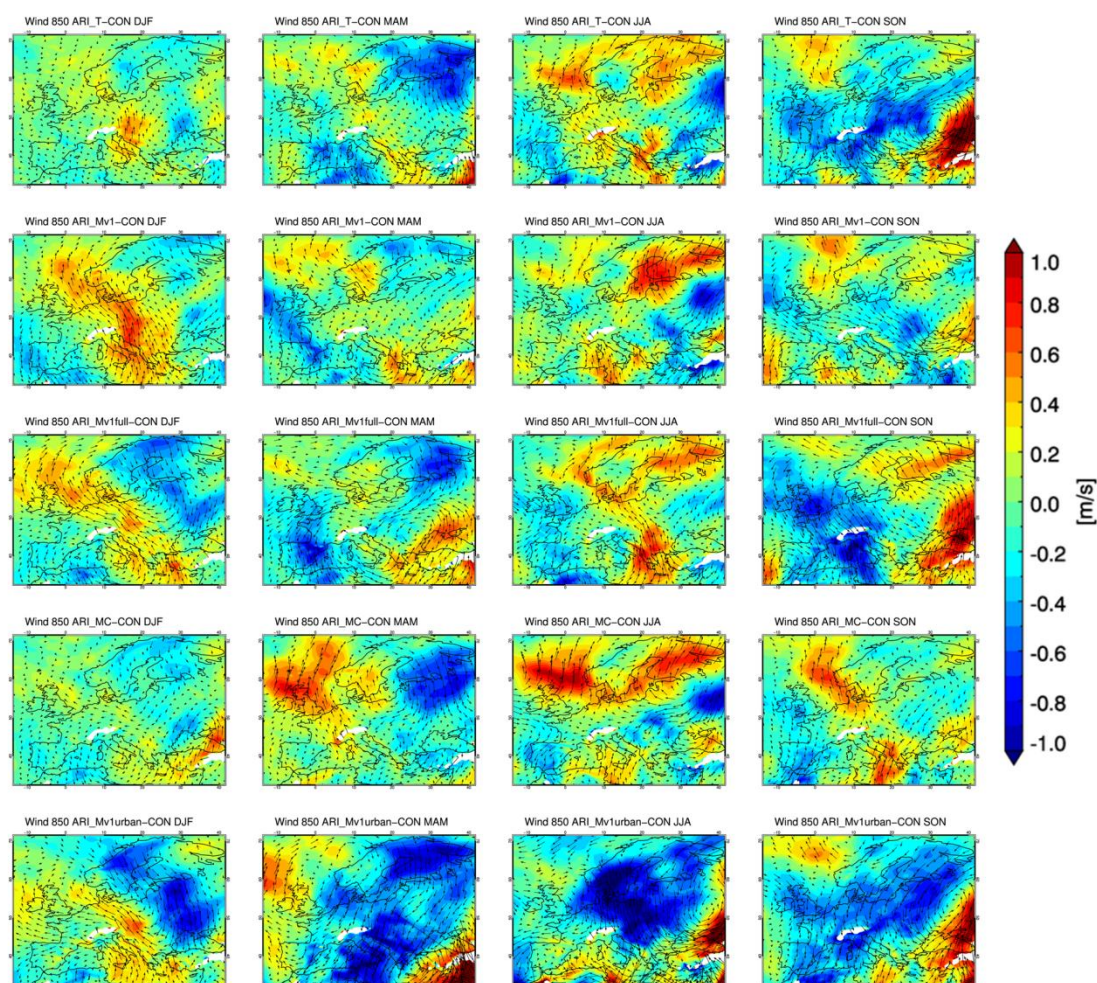 Wind 850 ARI_T-CON DJF
Wind 850 ARI_T-CON MAM
Wind 850 ARI_T-CON JJA
Wind 850 ARI_T-CON SON
Wind 850 ARI_Mv1-CON DJF
Wind 850 ARI_Mv1-CON MAM
Wind 850 ARI_Mv1-CON JJA
Wind 850 ARI_Mv1-CON SON
Wind 850 ARI_Mv1full-CON DJF
Wind 850 ARI_Mv1full-CON MAM
Wind 850 ARI_Mv1full-CON JJA
Wind 850 ARI_Mv1full-CON SON
Wind 850 ARI_MC-CON DJF
Wind 850 ARI_MC-CON MAM
Wind 850 ARI_MC-CON JJA
Wind 850 ARI_MC-CON SON
Wind 850 ARI_Mv1urban-CON DJF
Wind 850 ARI_Mv1urban-CON MAM
Wind 850 ARI_Mv1urban-CON JJA
Wind 850 ARI_Mv1urban-CON SON
1.0
0.8
0.6
0.4
0.2
0.0
-0.2
-0.4
-0.6
-0.8
-1.0
[m/s]